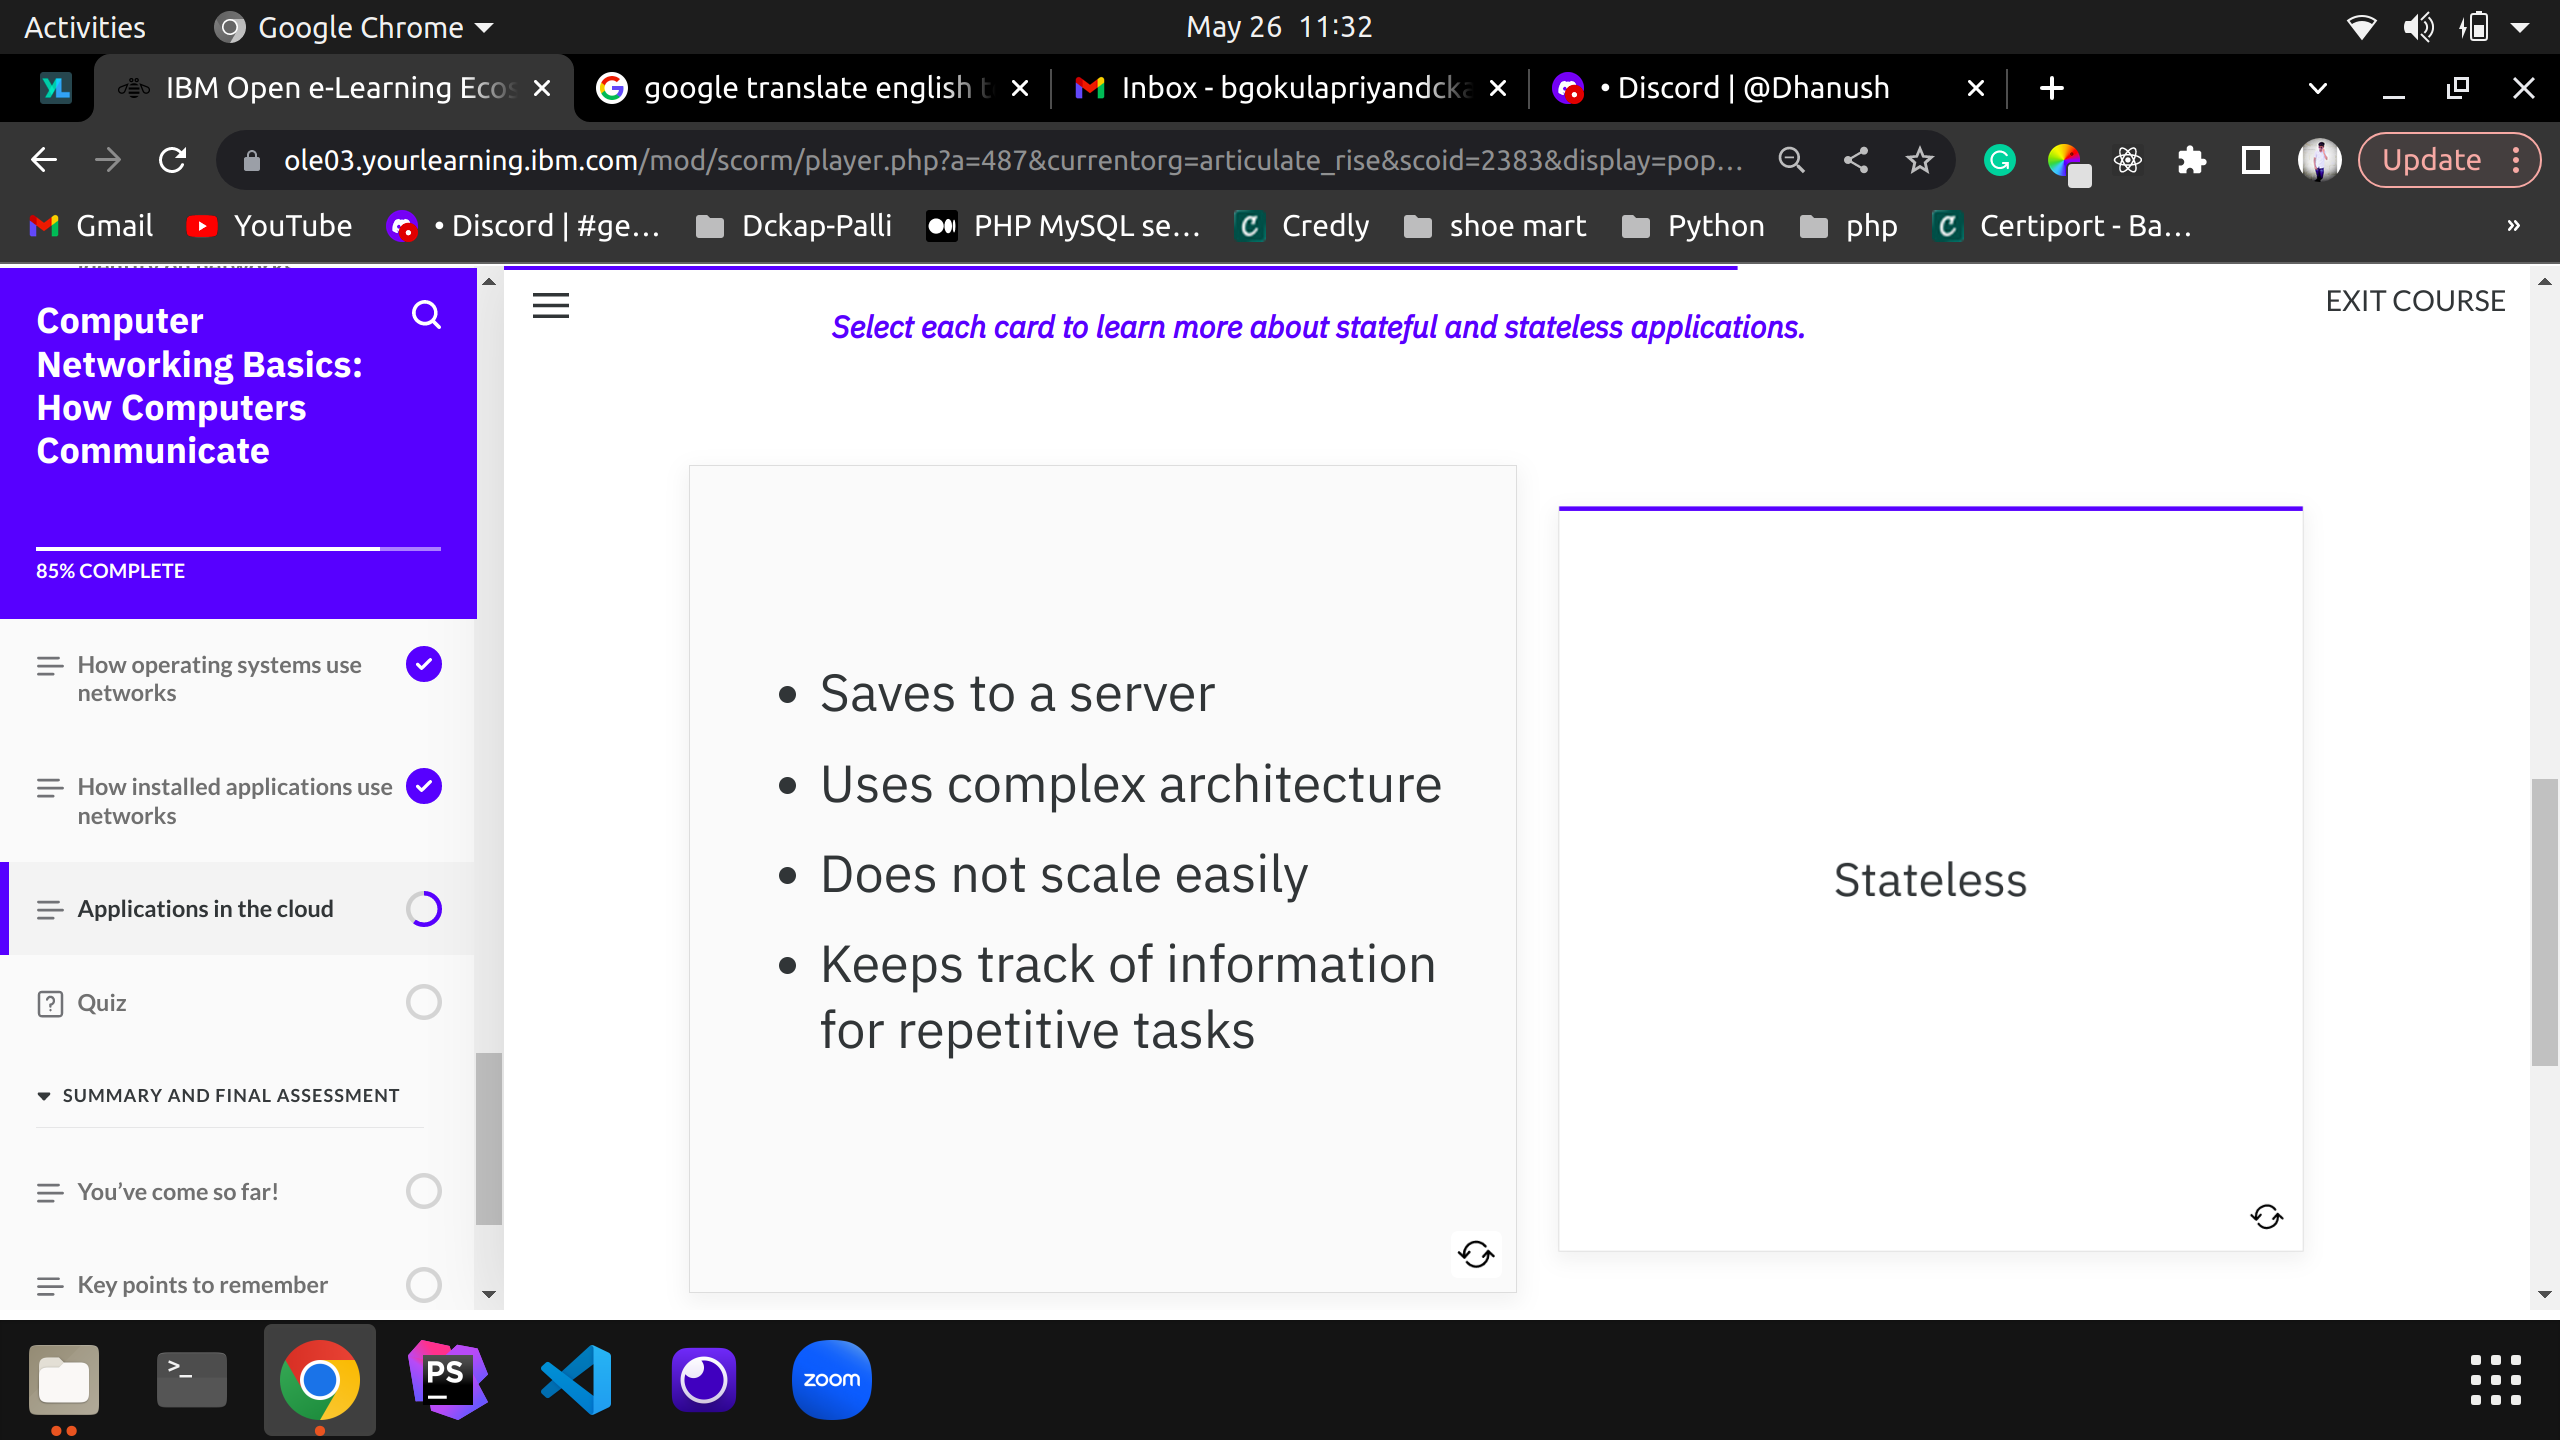 Activities
Google Chrome
May 26 11:32
IBM Open e-Learning Ecos
google translate english t
Inbox - bgokulapriyandcka
• Discord | @Dhanush
ole03.yourlearning.ibm.com/mod/scorm/player.php?a=487&currentorg=articulate_rise&scoid=2383&display=pop…
Update
Gmail
YouTube
• Discord | #ge…
Dckap-Palli
PHP MySQL se…
Credly
shoe mart
Python
php
Certiport - Ba…
»
Computer
Networking Basics:
How Computers
Communicate
85% COMPLETE
How operating systems use
networks
How installed applications use
networks
Applications in the cloud
Quiz
SUMMARY AND FINAL ASSESSMENT
You’ve come so far!
Key points to remember
EXIT COURSE
Select each card to learn more about stateful and stateless applications.
• Saves to a server
• Uses complex architecture
• Does not scale easily
• Keeps track of information
for repetitive tasks
Stateless
PS
zoom